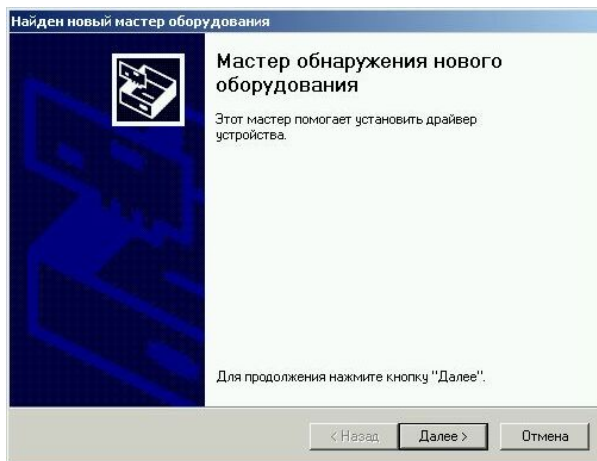 Найден новый мастер оборудования
Мастер обнаружения нового
оборудования
Этот мастер помогает установить драйвер
устройства.
Для продолжения нажмите кнопку "Далее".
< Назад
Далее >
Отмена